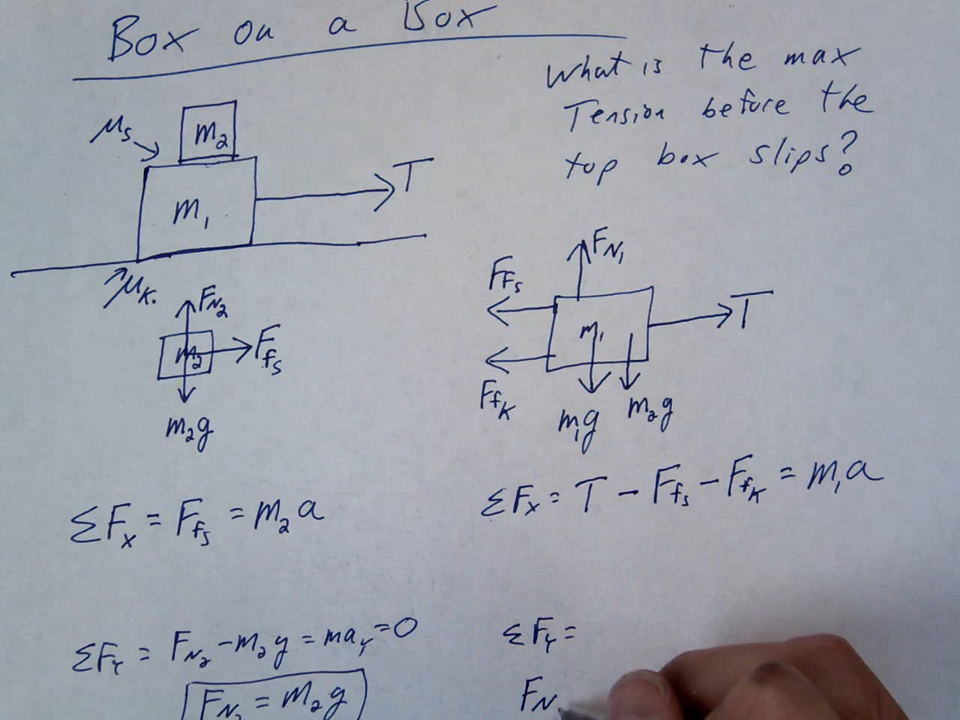 Box on a Box
What is the max
Tension before the
top box slips?
μs
m2
m1
T
μK.
FN2
m2
Ffs
m2g
FN1
Ffs
m1
T
FfK
m1g m2g
ΣFx = Ffs = m2a
ΣFx = T - Ffs - FfK = m1a
ΣFY = FN2 - m2g = maY = 0
FN2 = m2g
ΣFY =
FN